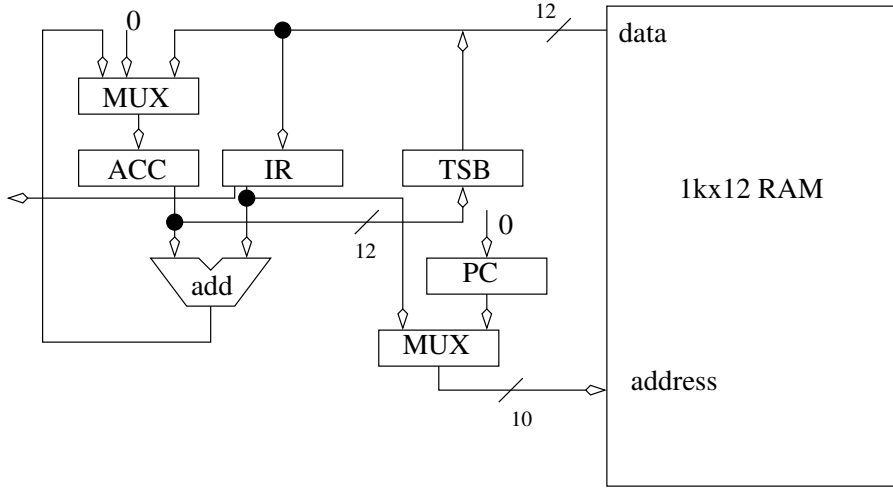 12
0
data
MUX
ACC
IR
TSB
1kx12 RAM
12
0
add
PC
MUX
address
10